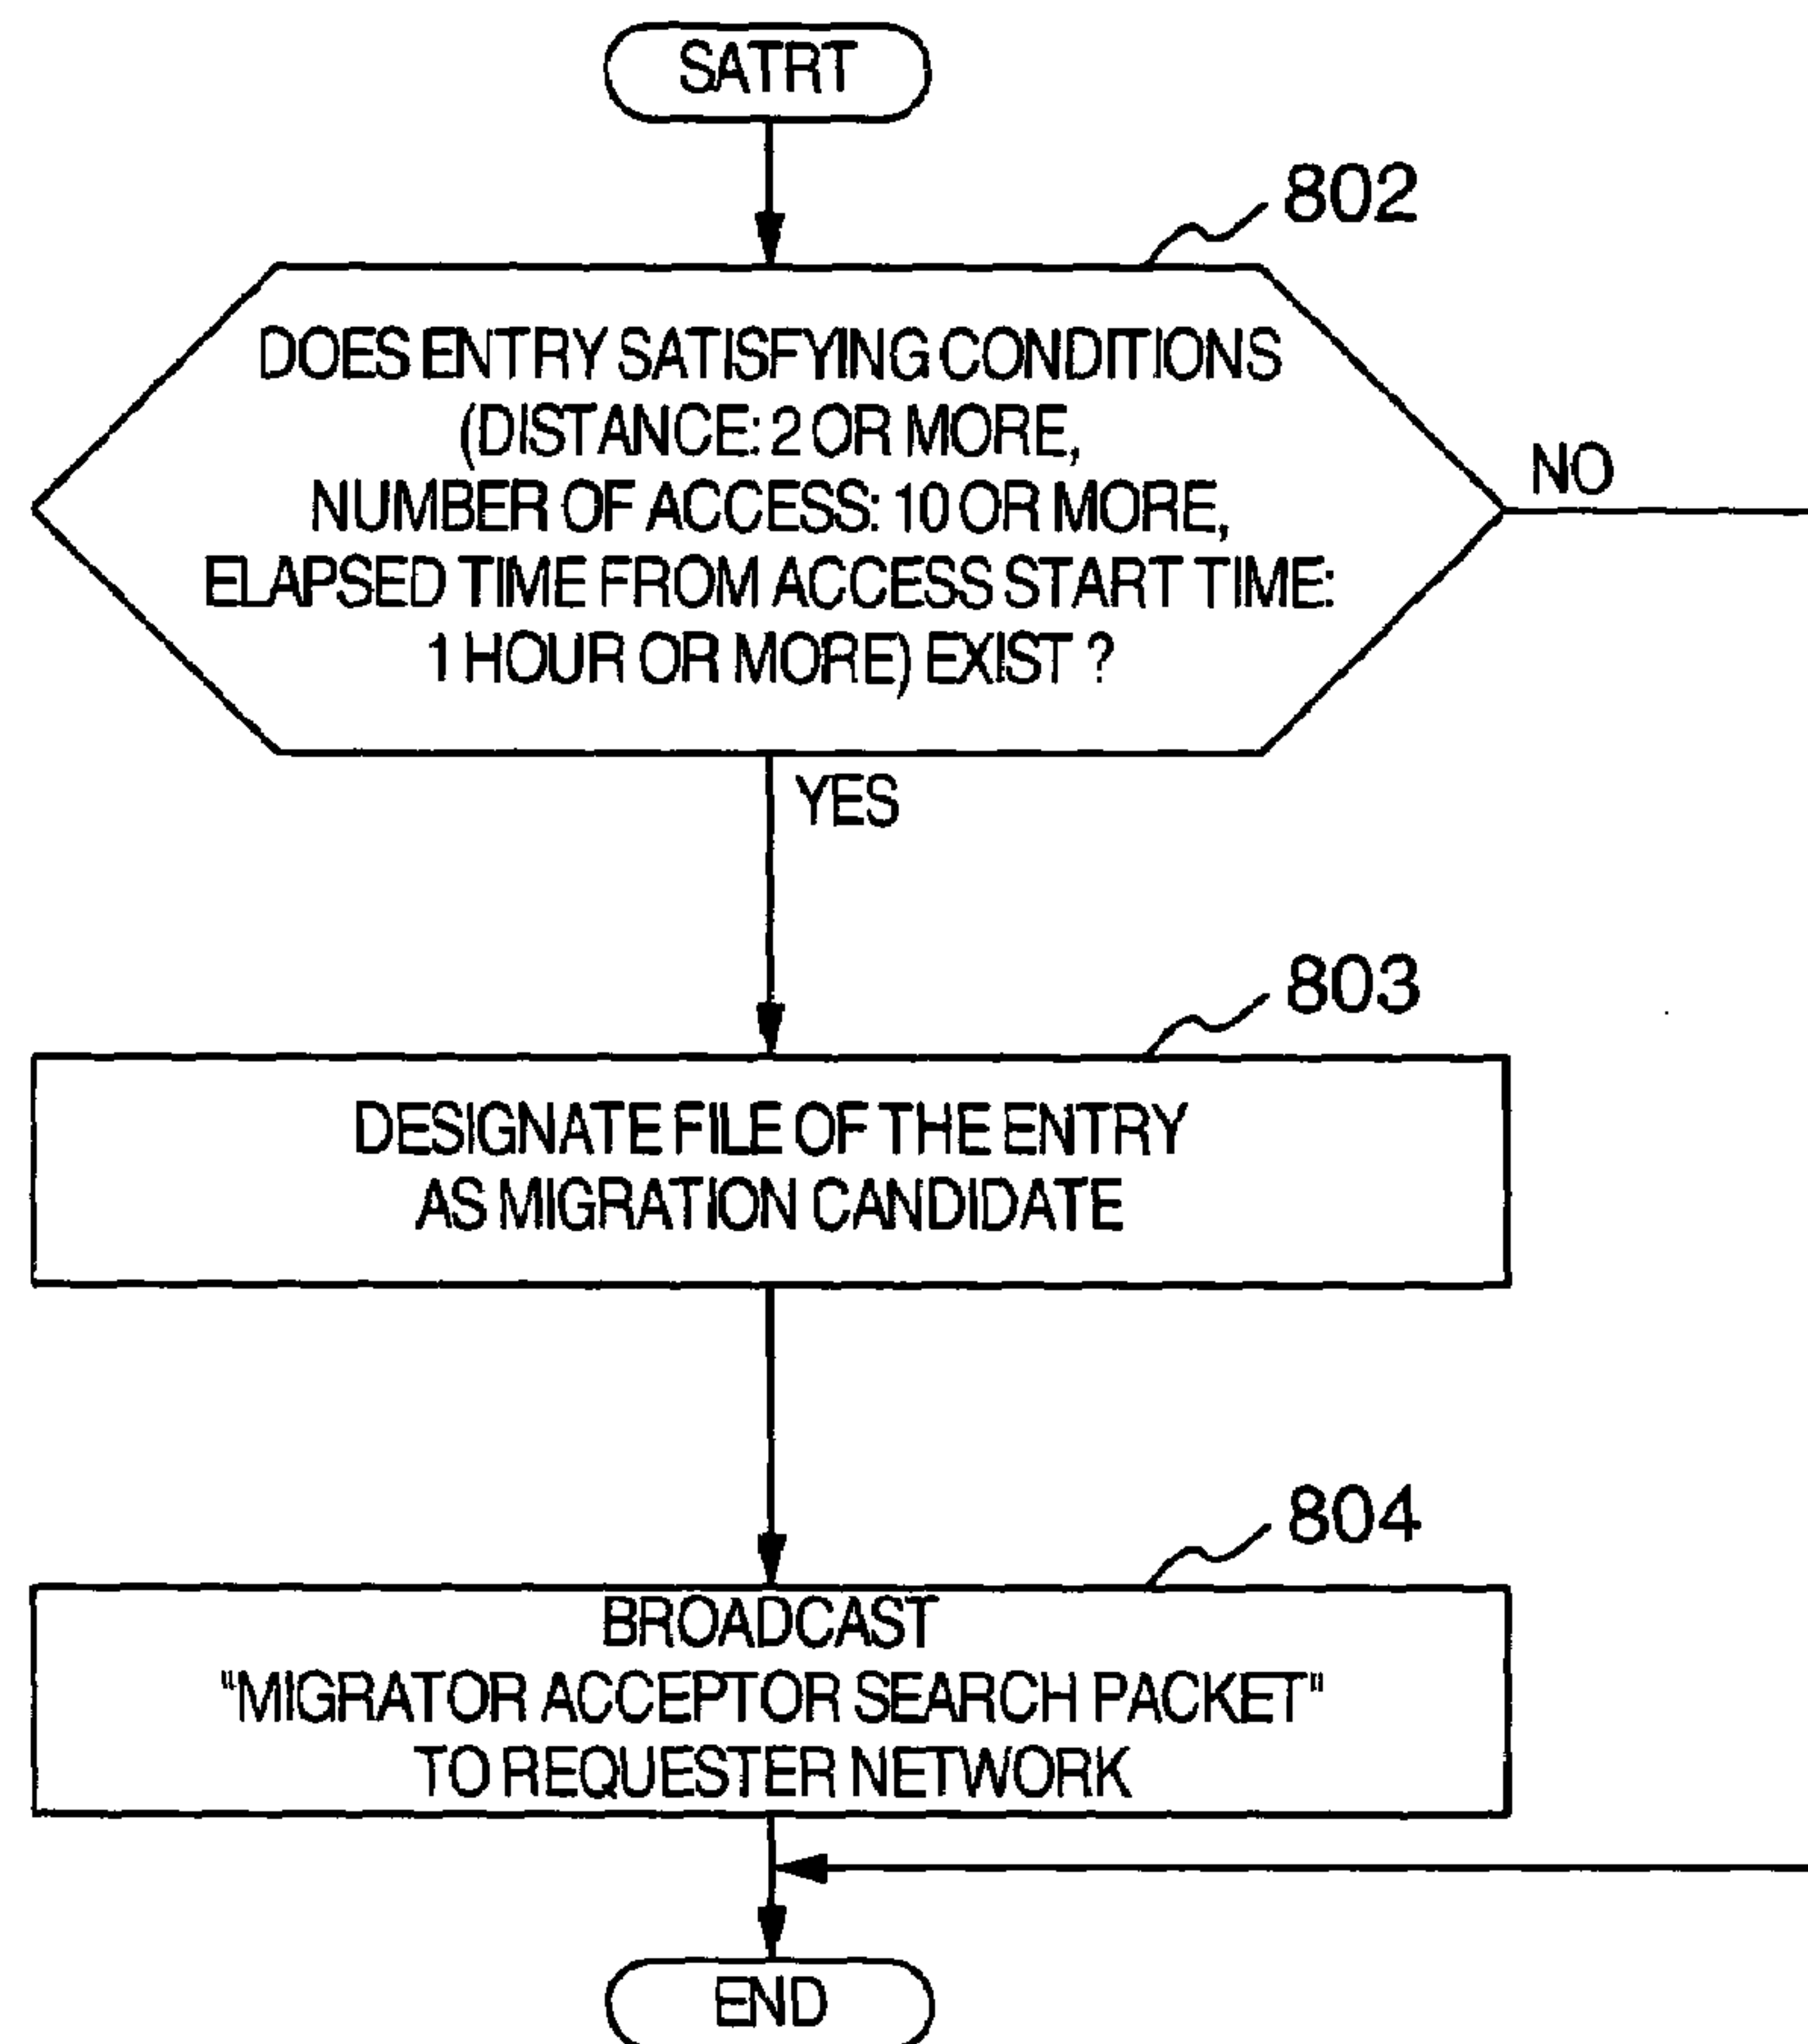 SATRT
802
DOES ENTRY SATISFYING CONDITIONS
(DISTANCE: 2 OR MORE,
NUMBER OF ACCESS: 10 OR MORE,
ELAPSED TIME FROM ACCESS START TIME:
1 HOUR OR MORE) EXIST ?
NO
YES
803
DESIGNATE FILE OF THE ENTRY
AS MIGRATION CANDIDATE
804
BROADCAST
"MIGRATOR ACCEPTOR SEARCH PACKET"
TO REQUESTER NETWORK
END